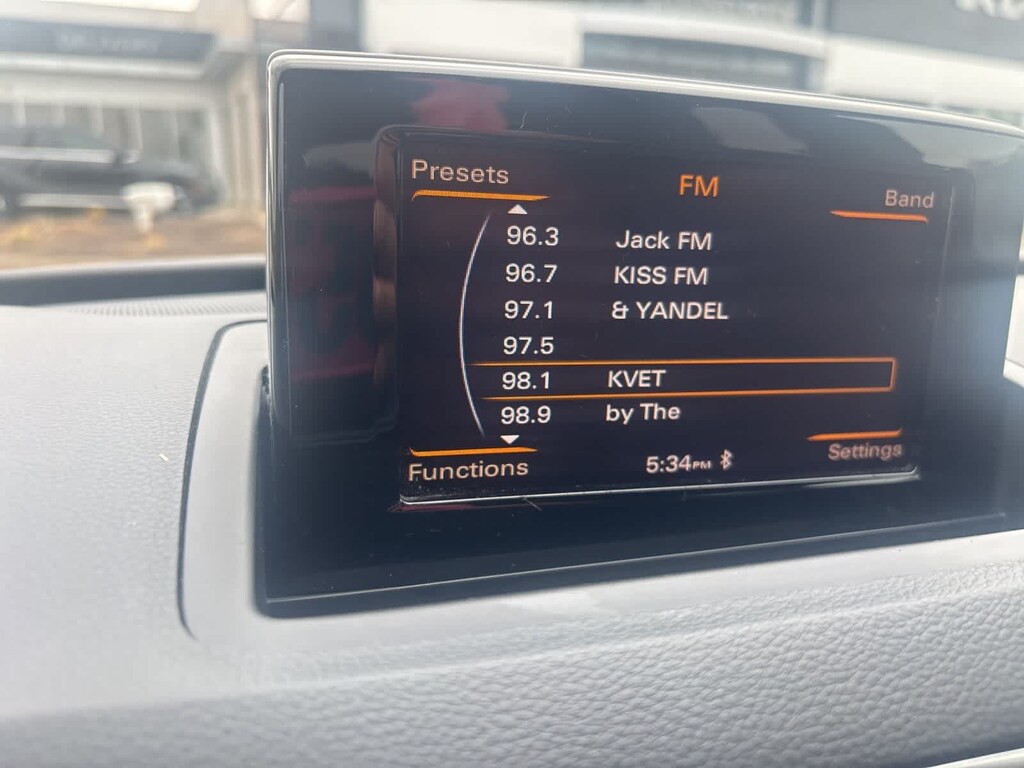 Presets FM Band
96.3 Jack FM
96.7 KISS FM
97.1 & YANDEL
97.5
98.1 KVET
98.9 by The
Functions 5:34PM Settings